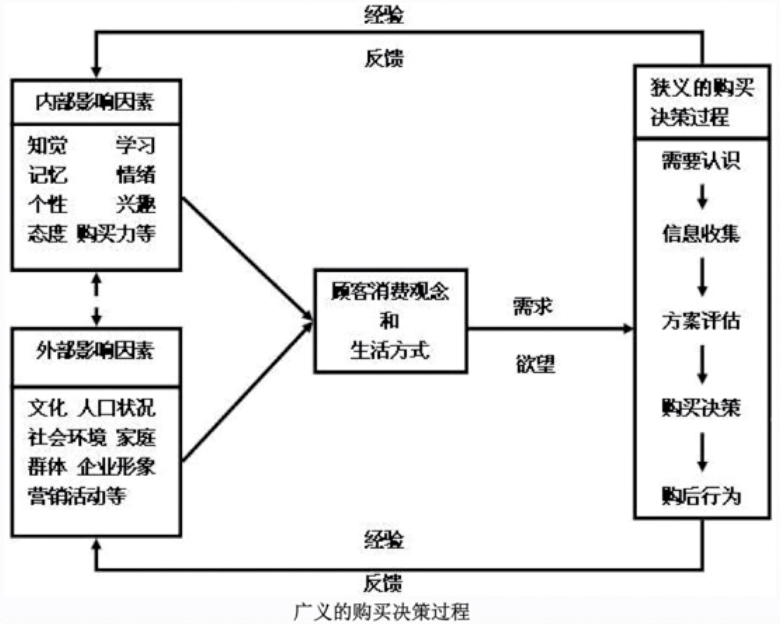 经验
反馈
内部影响因素
知觉 学习
记忆 情绪
个性 兴趣
态度 购买力等
外部影响因素
文化 人口状况
社会环境 家庭
群体 企业形象
营销活动等
顾客消费观念
和
生活方式
需求
欲望
狭义的购买
决策过程
需要认识
信息收集
方案评估
购买决策
购后行为
经验
反馈
广义的购买决策过程